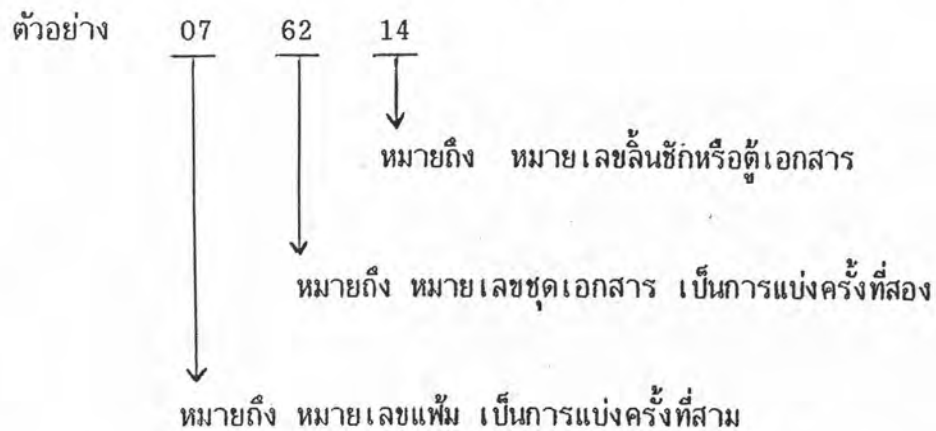 ตัวอย่าง 07 62 14
หมายถึง หมายเลขลิ้นชักหรือตู้เอกสาร
หมายถึง หมายเลขชุดเอกสาร เป็นการแบ่งครั้งที่สอง
หมายถึง หมายเลขแฟ้ม เป็นการแบ่งครั้งที่สาม